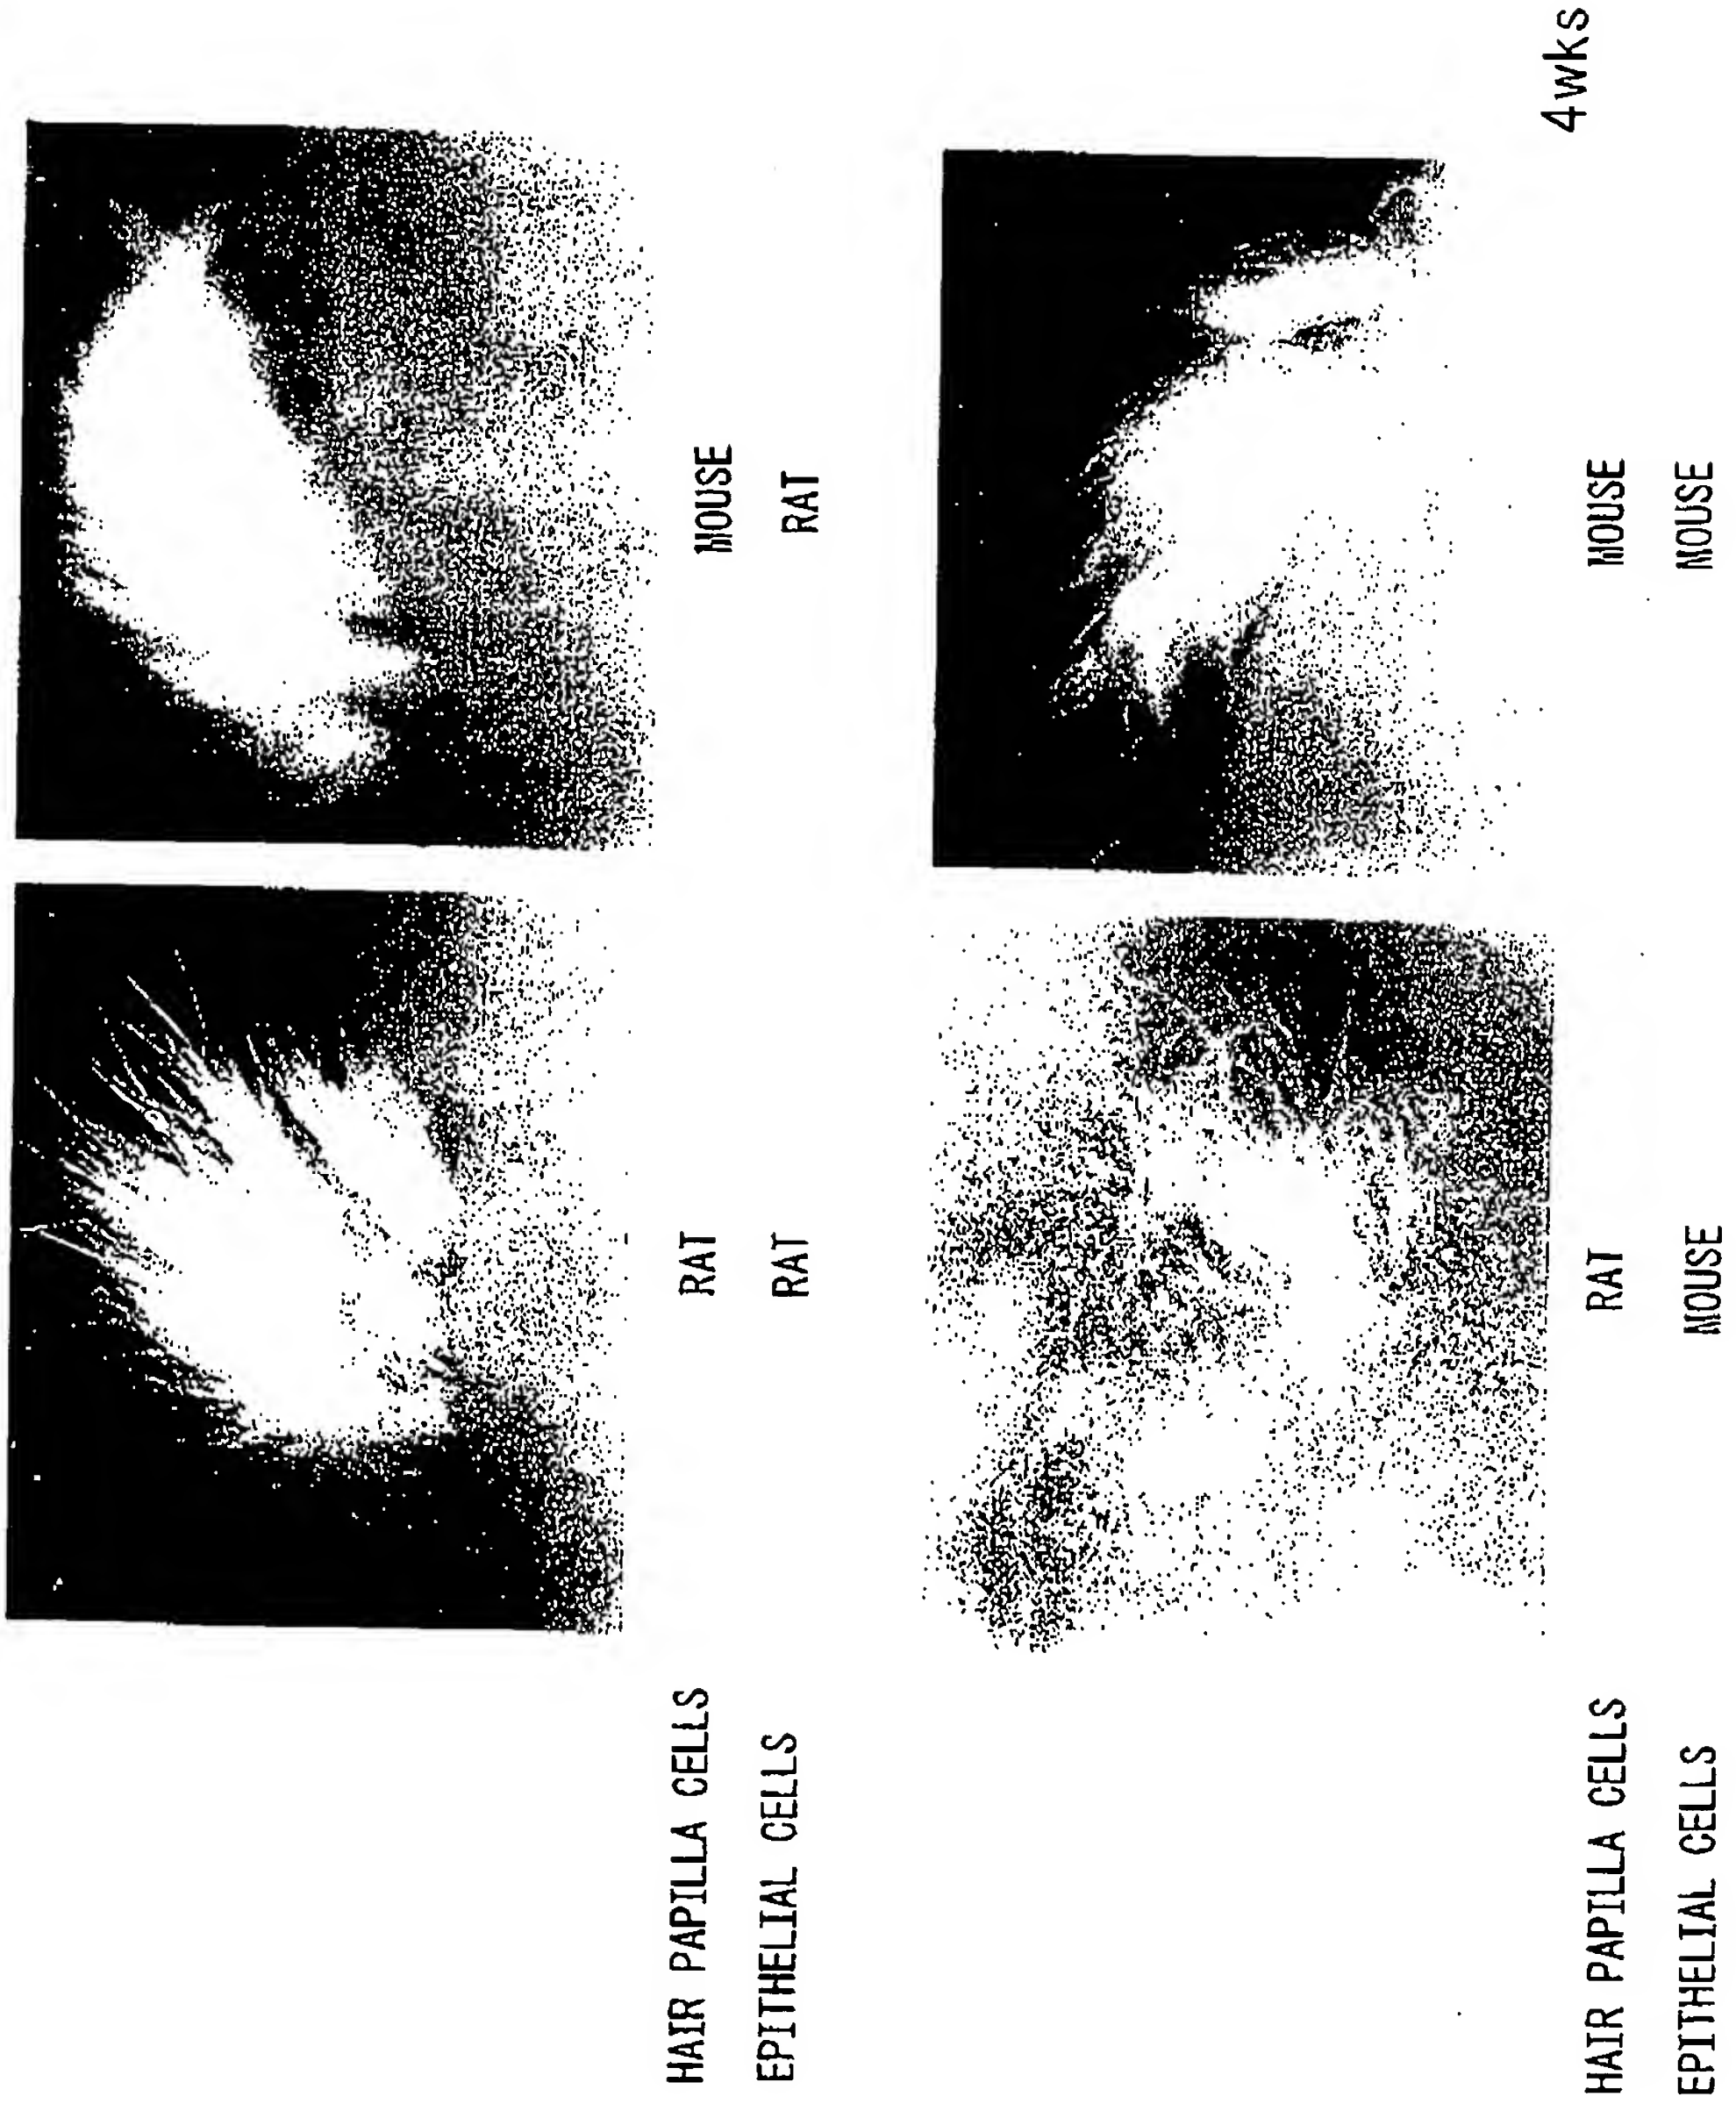 HAIR PAPILLA CELLS RAT MOUSE
EPITHELIAL CELLS RAT RAT
HAIR PAPILLA CELLS RAT MOUSE
EPITHELIAL CELLS MOUSE MOUSE
4wks